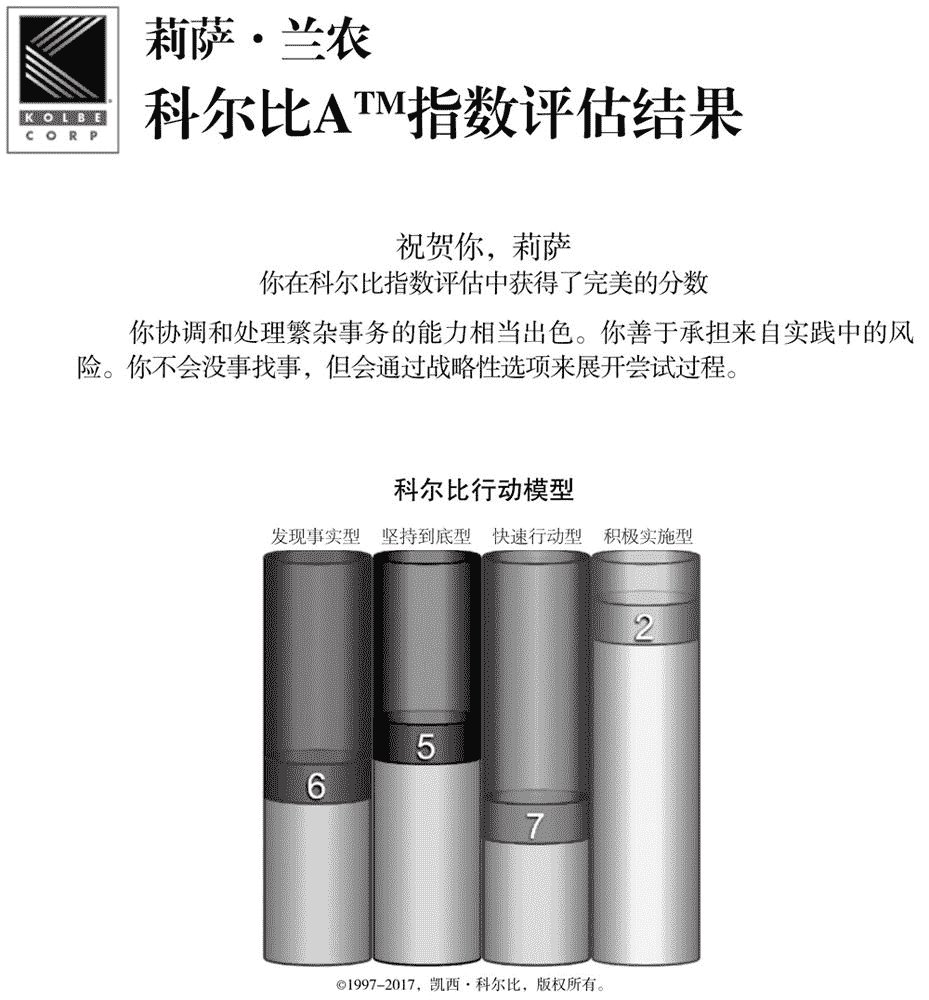 KOLBE
CORP
莉萨·兰农
科尔比A™指数评估结果
祝贺你，莉萨
你在科尔比指数评估中获得了完美的分数
你协调和处理繁杂事务的能力相当出色。你善于承担来自实践中的风
险。你不会没事找事，但会通过战略性选项来展开尝试过程。
科尔比行动模型
发现事实型 坚持到底型 快速行动型 积极实施型
6 5 7 2
©1997-2017，凯西·科尔比，版权所有。